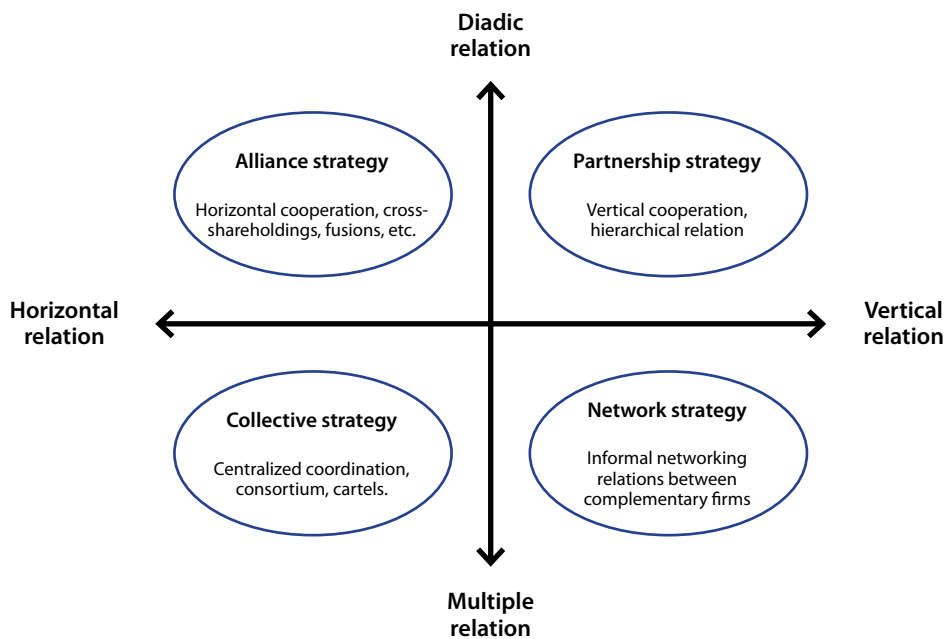 Diadic
relation
Alliance strategy
Horizontal cooperation, cross-
shareholdings, fusions, etc.
Partnership strategy
Vertical cooperation,
hierarchical relation
Horizontal
relation
Vertical
relation
Collective strategy
Centralized coordination,
consortium, cartels.
Network strategy
Informal networking
relations between
complementary firms
Multiple
relation